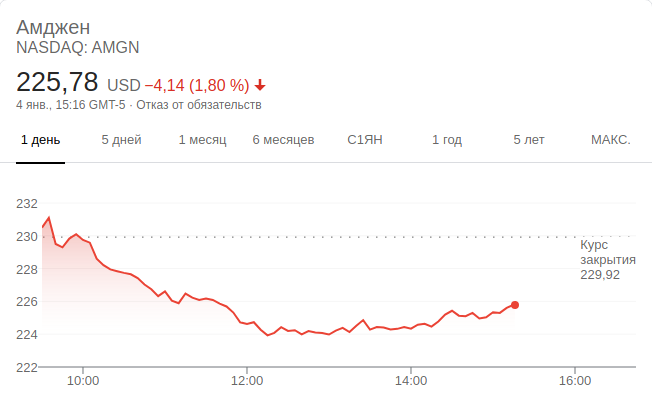 Амджен
NASDAQ: AMGN
225,78 USD −4,14 (1,80 %)
4 янв., 15:16 GMT-5 · Отказ от обязательств
1 день 5 дней 1 месяц 6 месяцев С1ЯН 1 год 5 лет МАКС.
232
230
Курс
закрытия
229,92
228
226
224
222
10:00 12:00 14:00 16:00